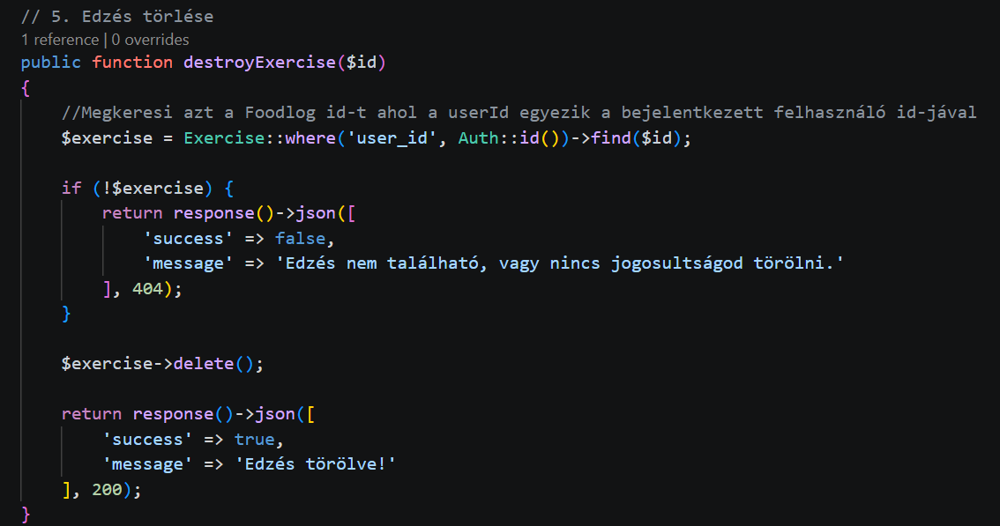 // 5. Edzés törlése
1 reference | 0 overrides
public function destroyExercise($id)
{
//Megkeresi azt a Foodlog id-t ahol a userId egyezik a bejelentkezett felhasználó id-jával
$exercise = Exercise::where('user_id', Auth::id())->find($id);
if (!$exercise) {
return response()->json([
'success' => false,
'message' => 'Edzés nem található, vagy nincs jogosultságod törölni.'
], 404);
}
$exercise->delete();
return response()->json([
'success' => true,
'message' => 'Edzés törölve!'
], 200);
}